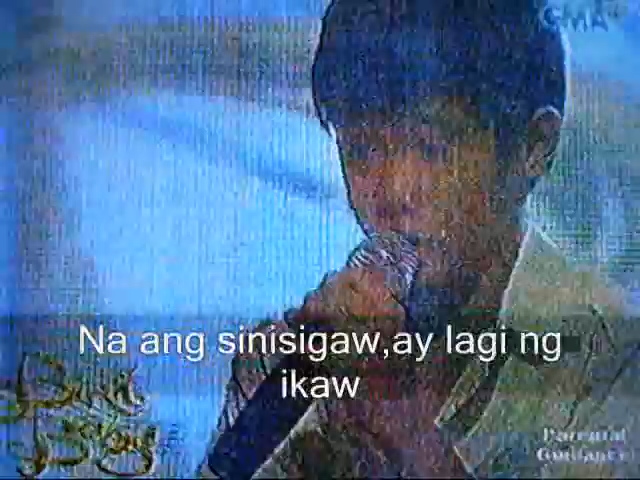 GMA
Na ang sinisigaw,ay lagi ng
ikaw
Parental
Guidance